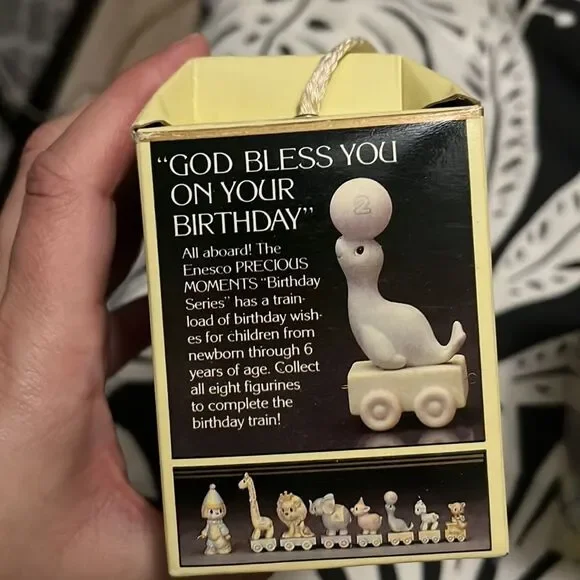 "GOD BLESS YOU
ON YOUR
BIRTHDAY"
All aboard! The
Enesco PRECIOUS
MOMENTS "Birthday
Series" has a train-
load of birthday wish-
es for children from
newborn through 6
years of age. Collect
all eight figurines
to complete the
birthday train!
2